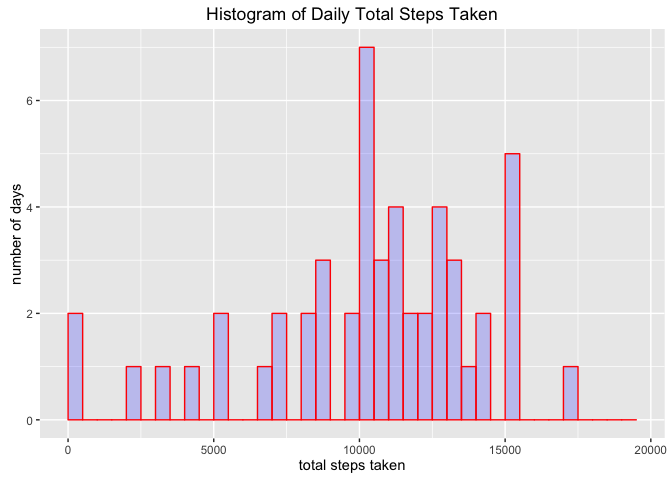 Histogram of Daily Total Steps Taken
number of days
6
4
2
0
0 5000 10000 15000 20000
total steps taken